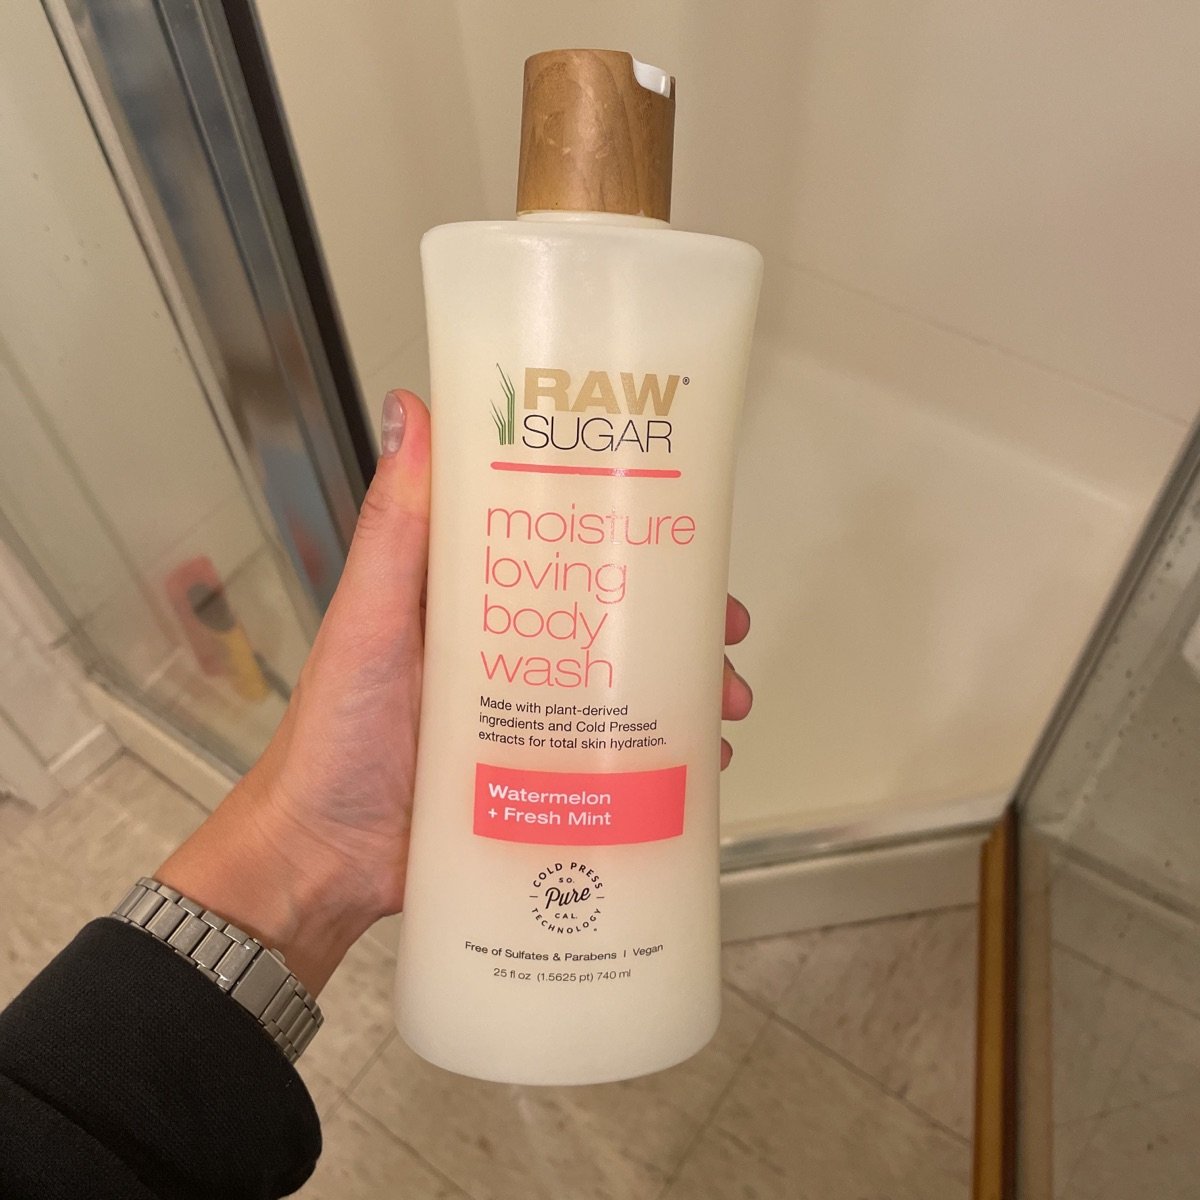 RAW®
SUGAR
moisture
loving
body
wash
Made with plant-derived
ingredients and Cold Pressed
extracts for total skin hydration.
Watermelon
+ Fresh Mint
COLD PRESS
SO.
Pure
CAL.
TECHNOLOGY®
Free of Sulfates & Parabens | Vegan
25 fl oz (1.5625 pt) 740 ml